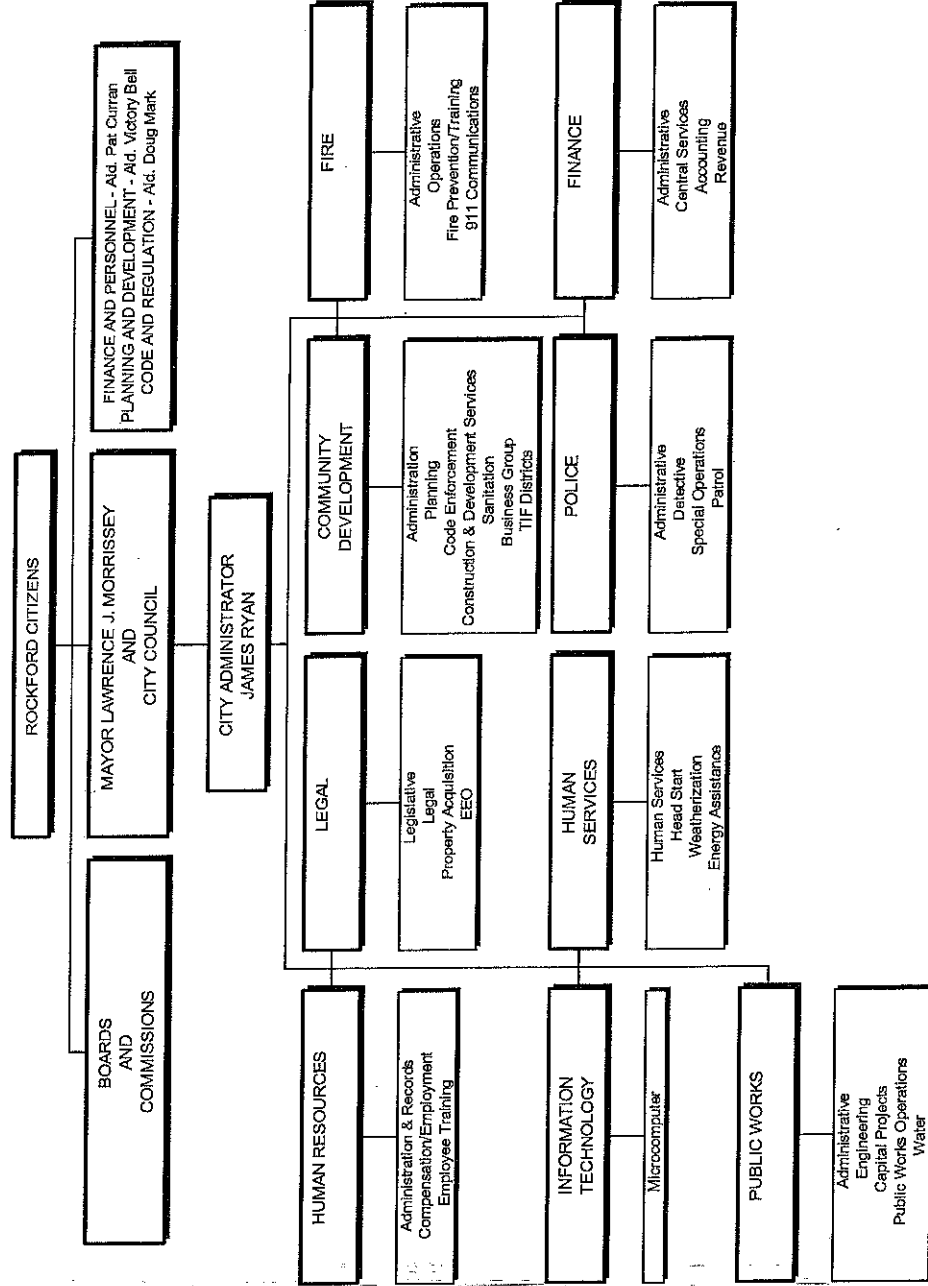 ROCKFORD CITIZENS
BOARDS
AND
COMMISSIONS
MAYOR LAWRENCE J. MORRISSEY
AND
CITY COUNCIL
FINANCE AND PERSONNEL - Ald. Pat Curran
PLANNING AND DEVELOPMENT - Ald. Victory Bell
CODE AND REGULATION - Ald. Doug Mark
CITY ADMINISTRATOR
JAMES RYAN
HUMAN RESOURCES
Administration & Records
Compensation/Employment
Employee Training
LEGAL
Legislative
Legal
Property Acquisition
EEO
COMMUNITY
DEVELOPMENT
Administration
Planning
Code Enforcement
Construction & Development Services
Sanitation
Business Group
TIF Districts
FIRE
Administrative
Operations
Fire Prevention/Training
911 Communications
INFORMATION
TECHNOLOGY
Microcomputer
HUMAN
SERVICES
Human Services
Head Start
Weatherization
Energy Assistance
POLICE
Administrative
Detective
Special Operations
Patrol
FINANCE
Administrative
Central Services
Accounting
Revenue
PUBLIC WORKS
Administrative
Engineering
Capital Projects
Public Works Operations
Water